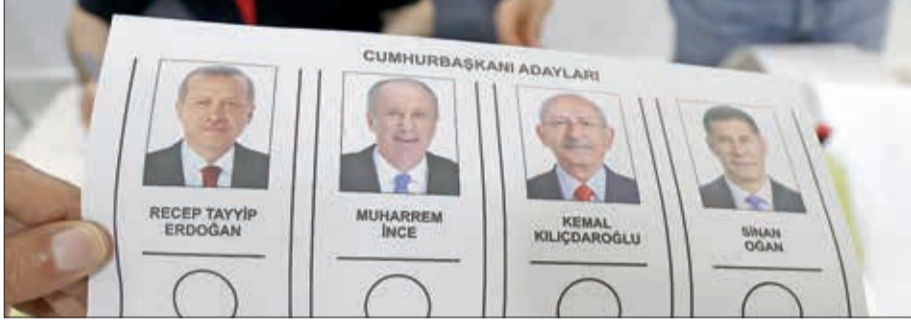 CUMHURBAŞKANI ADAYLARI
RECEP TAYYİP
ERDOĞAN
MUHARREM
İNCE
KEMAL
KILIÇDAROĞLU
SİNAN
OĞAN